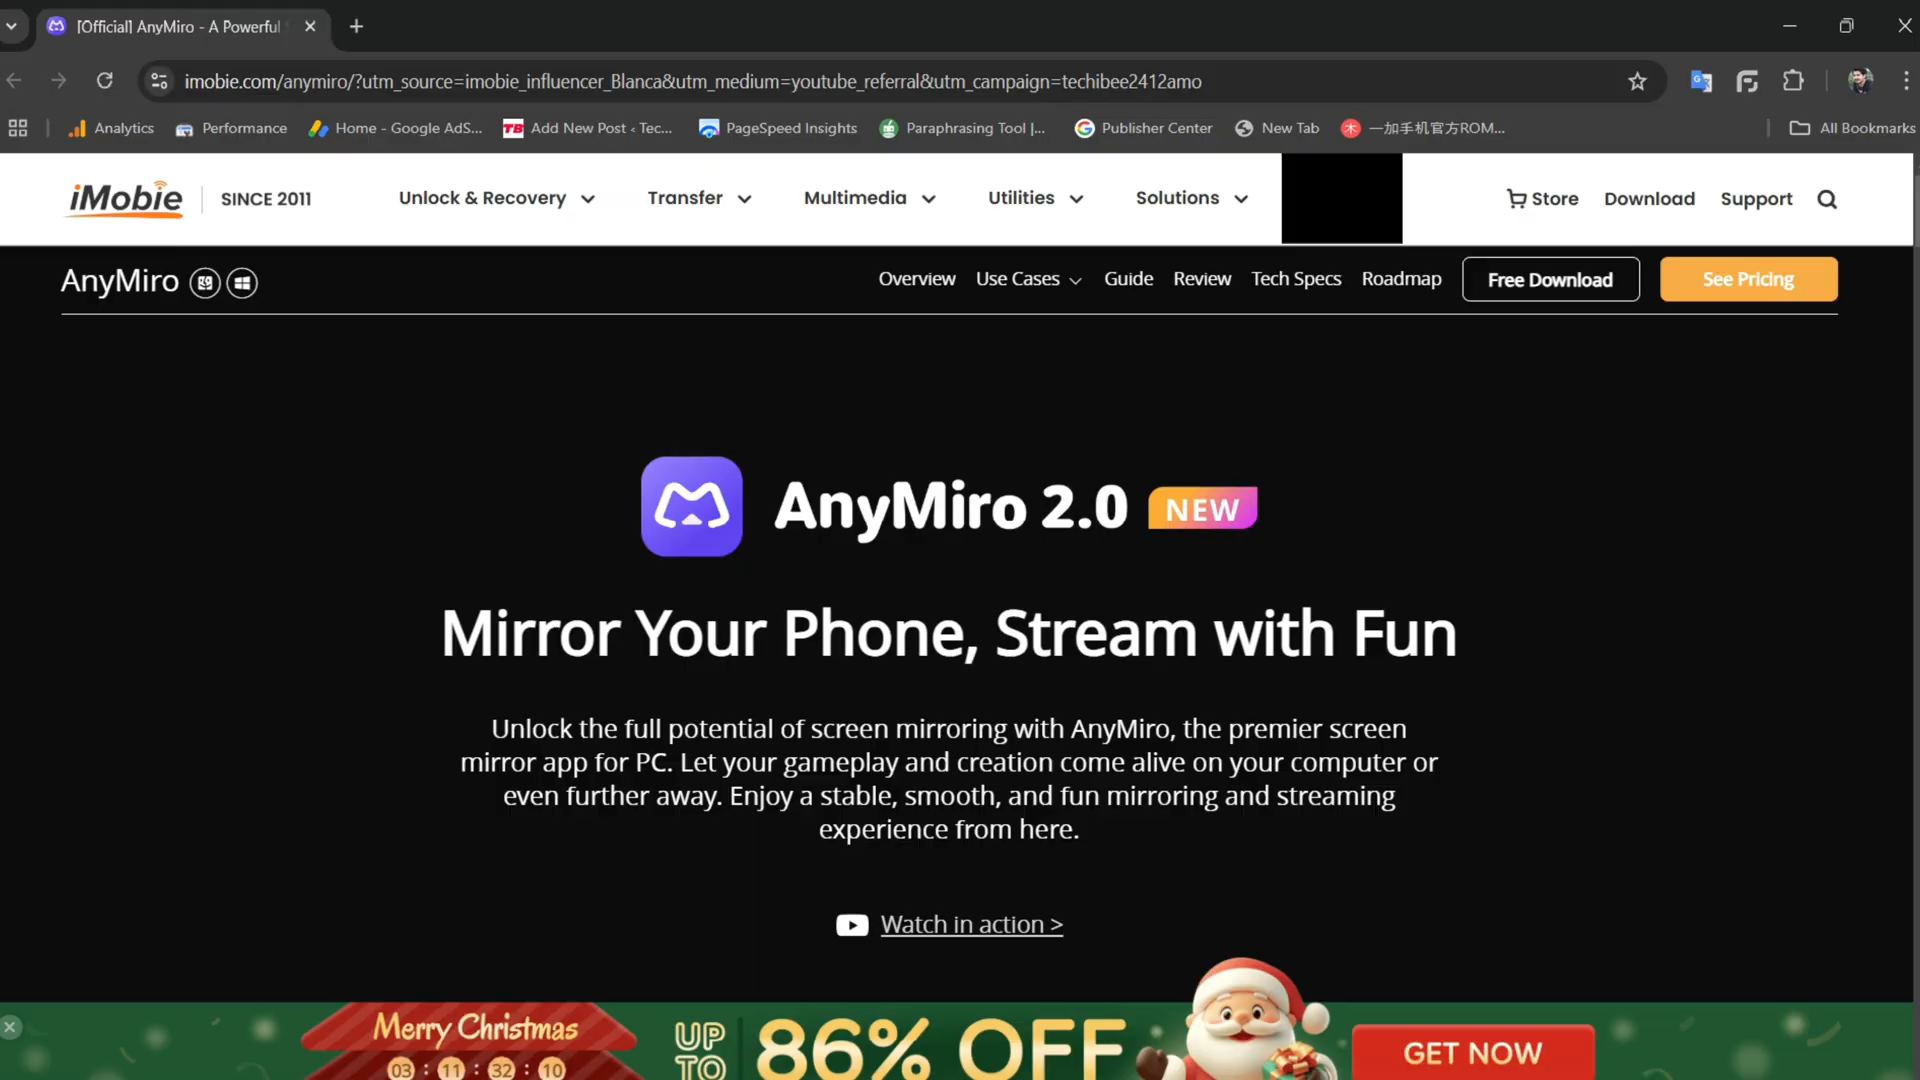 [Official] AnyMiro - A Powerful
imobie.com/anymiro/?utm_source=imobie_influencer_Blanca&utm_medium=youtube_referral&utm_campaign=techibee2412amo
Analytics Performance Home - Google AdS... TB Add New Post ‹ Tec... PageSpeed Insights Paraphrasing Tool |... Publisher Center New Tab 一加手机官方ROM... All Bookmarks
iMobie SINCE 2011 Unlock & Recovery Transfer Multimedia Utilities Solutions Store Download Support
AnyMiro Overview Use Cases Guide Review Tech Specs Roadmap Free Download See Pricing
AnyMiro 2.0 NEW
Mirror Your Phone, Stream with Fun
Unlock the full potential of screen mirroring with AnyMiro, the premier screen
mirror app for PC. Let your gameplay and creation come alive on your computer or
even further away. Enjoy a stable, smooth, and fun mirroring and streaming
experience from here.
Watch in action >
Merry Christmas
03 : 11 : 32 : 10
UP
TO
86% OFF
GET NOW